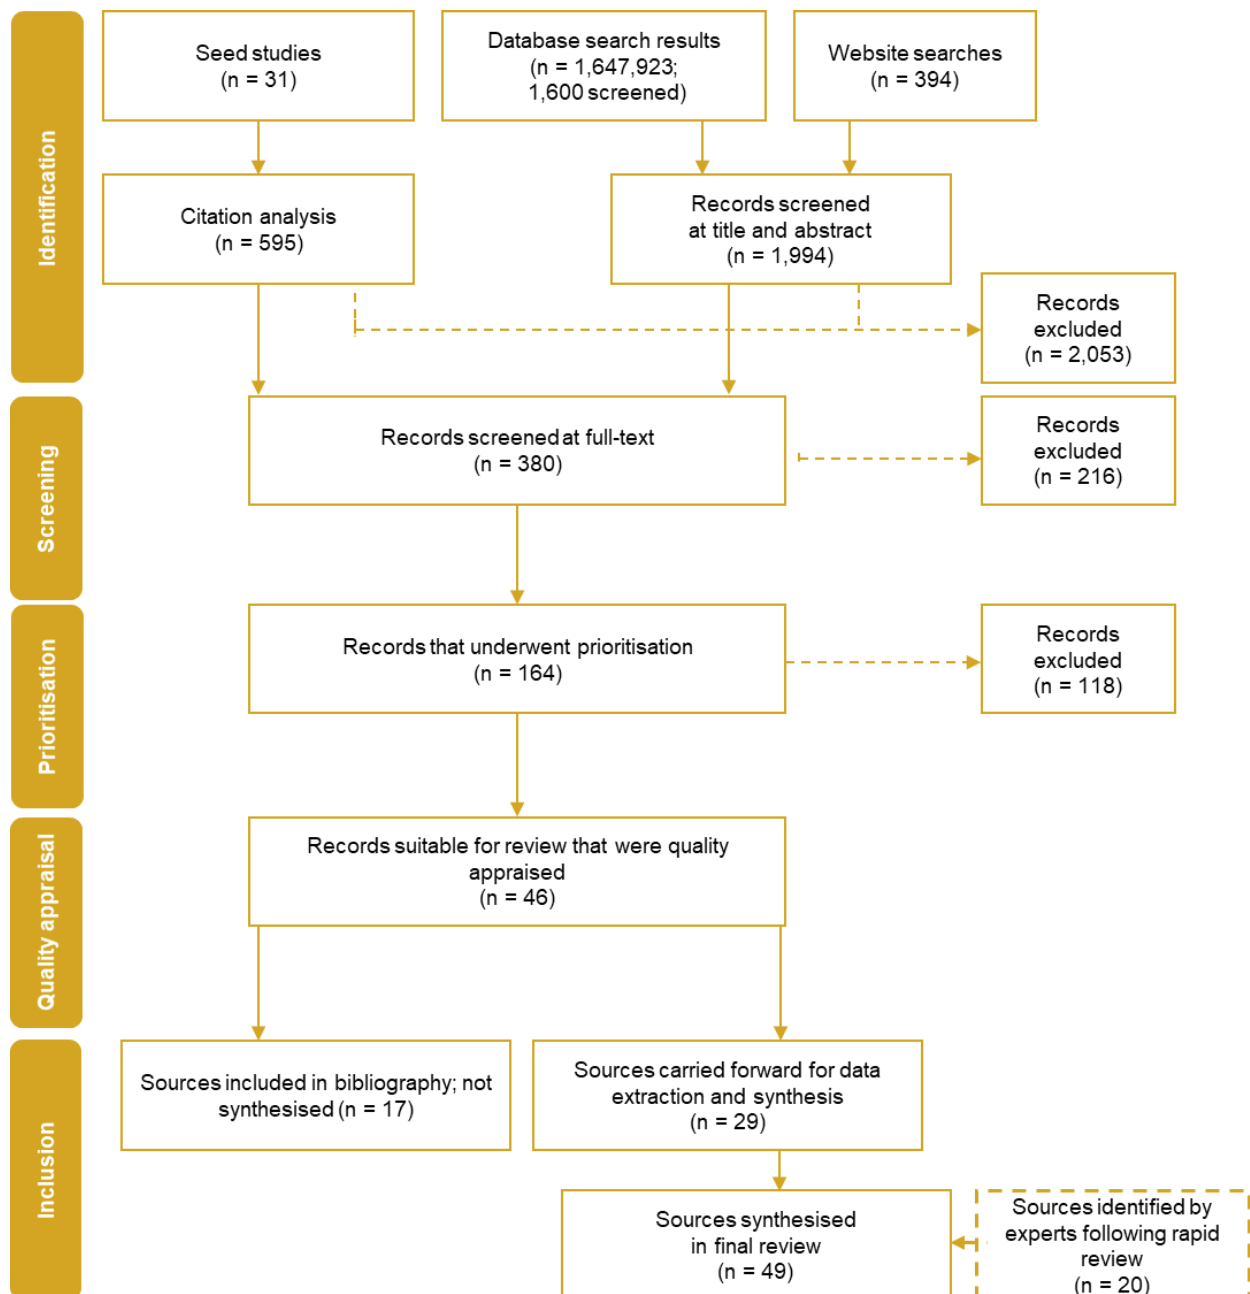 Identification
Seed studies
(n = 31)
Database search results
(n = 1,647,923;
1,600 screened)
Website searches
(n = 394)
Citation analysis
(n = 595)
Records screened
at title and abstract
(n = 1,994)
Records
excluded
(n = 2,053)
Screening
Records screened at full-text
(n = 380)
Records
excluded
(n = 216)
Prioritisation
Records that underwent prioritisation
(n = 164)
Records
excluded
(n = 118)
Quality appraisal
Records suitable for review that were quality
appraised
(n = 46)
Inclusion
Sources included in bibliography; not
synthesised (n = 17)
Sources carried forward for data
extraction and synthesis
(n = 29)
Sources synthesised
in final review
(n = 49)
Sources identified by
experts following rapid
review
(n = 20)